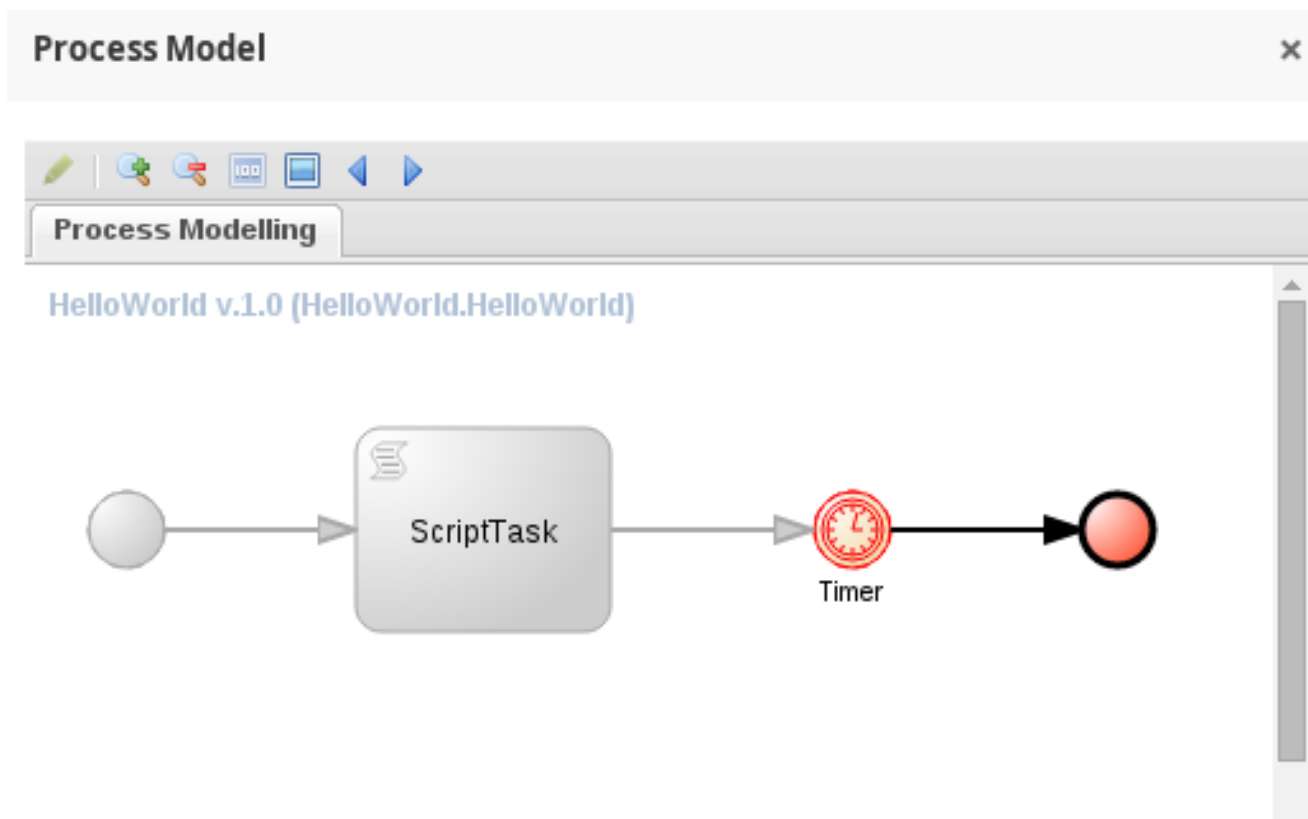 Process Model
Process Modelling
HelloWorld v.1.0 (HelloWorld.HelloWorld)
ScriptTask
Timer